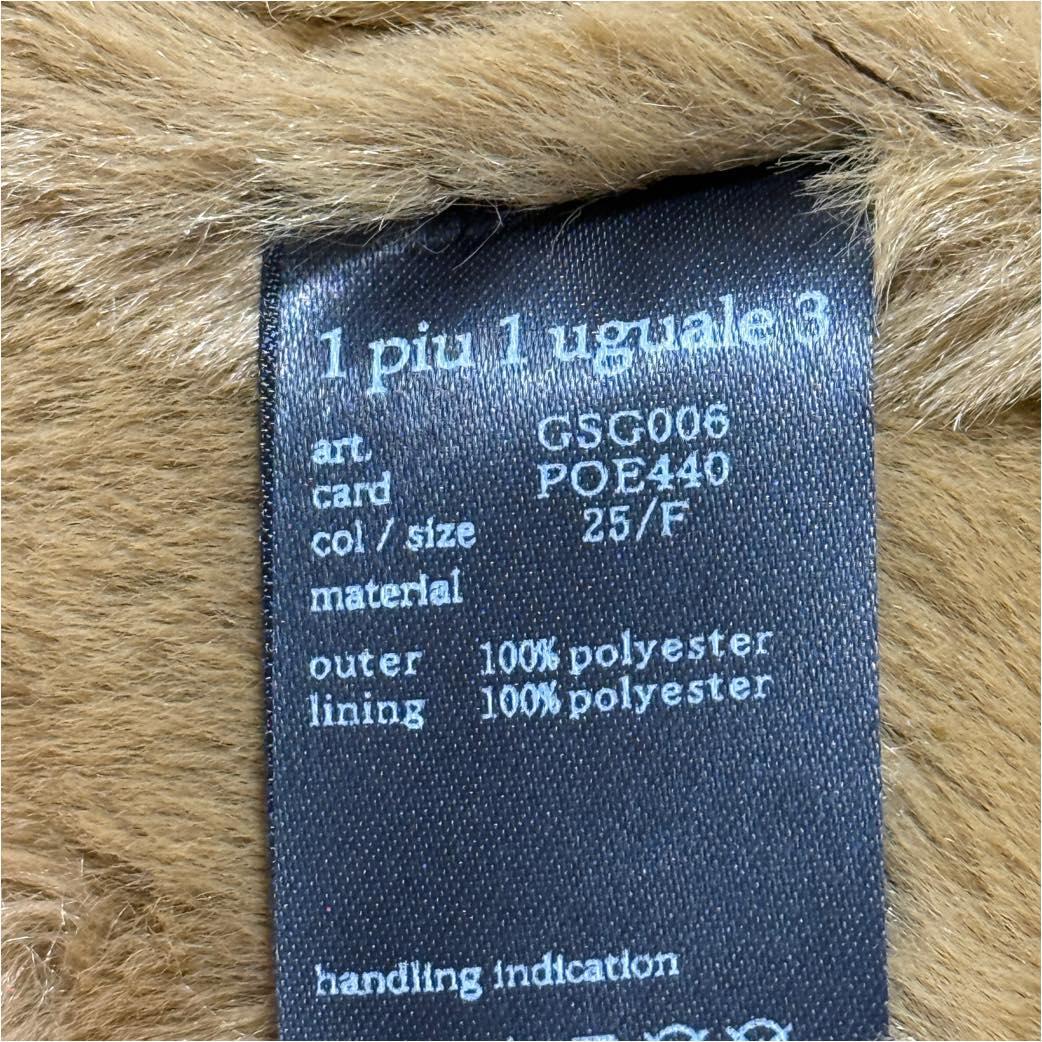 1 piu 1 uguale 3
art. GSG006
card POE440
col / size 25/F
material
outer 100% polyester
lining 100% polyester
handling indication